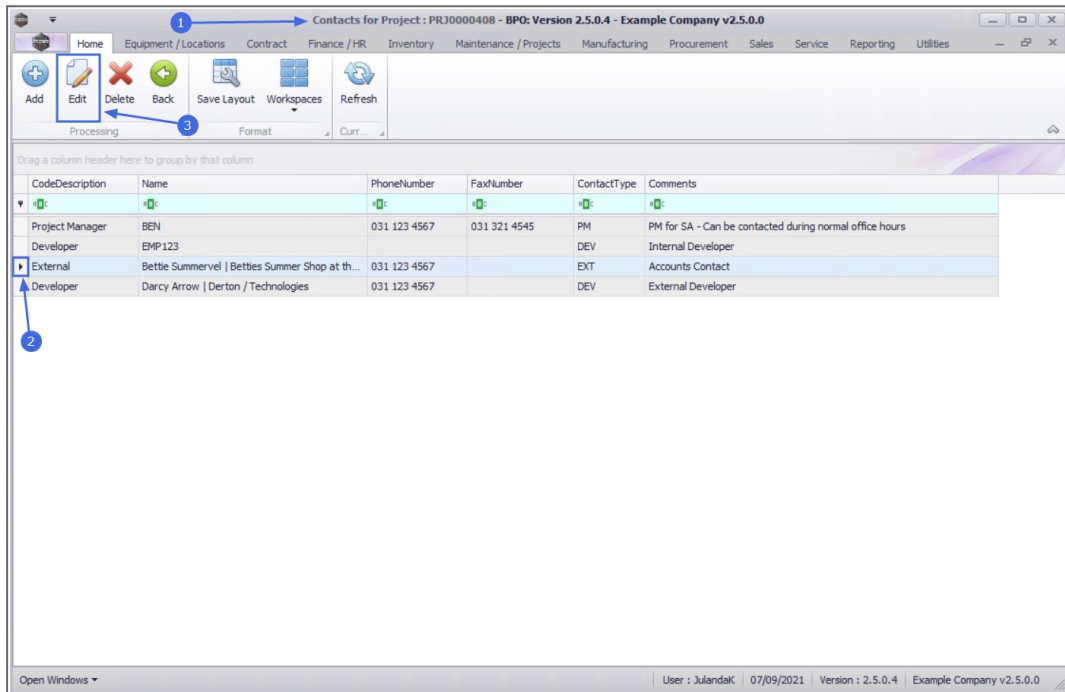 1
Contacts for Project : PRJ0000408 - BPO: Version 2.5.0.4 - Example Company v2.5.0.0
Home Equipment / Locations Contract Finance / HR Inventory Maintenance / Projects Manufacturing Procurement Sales Service Reporting Utilities
Add Edit Delete Back Save Layout Workspaces Refresh
3
Processing Format Curr...
Drag a column header here to group by that column
CodeDescription Name PhoneNumber FaxNumber ContactType Comments
Project Manager BEN 031 123 4567 031 321 4545 PM PM for SA - Can be contacted during normal office hours
Developer EMP123 DEV Internal Developer
External Bettie Summervel | Betties Summer Shop at th... 031 123 4567 EXT Accounts Contact
Developer Darcy Arrow | Derton / Technologies 031 123 4567 DEV External Developer
2
Open Windows User : JulandaK 07/09/2021 Version : 2.5.0.4 Example Company v2.5.0.0